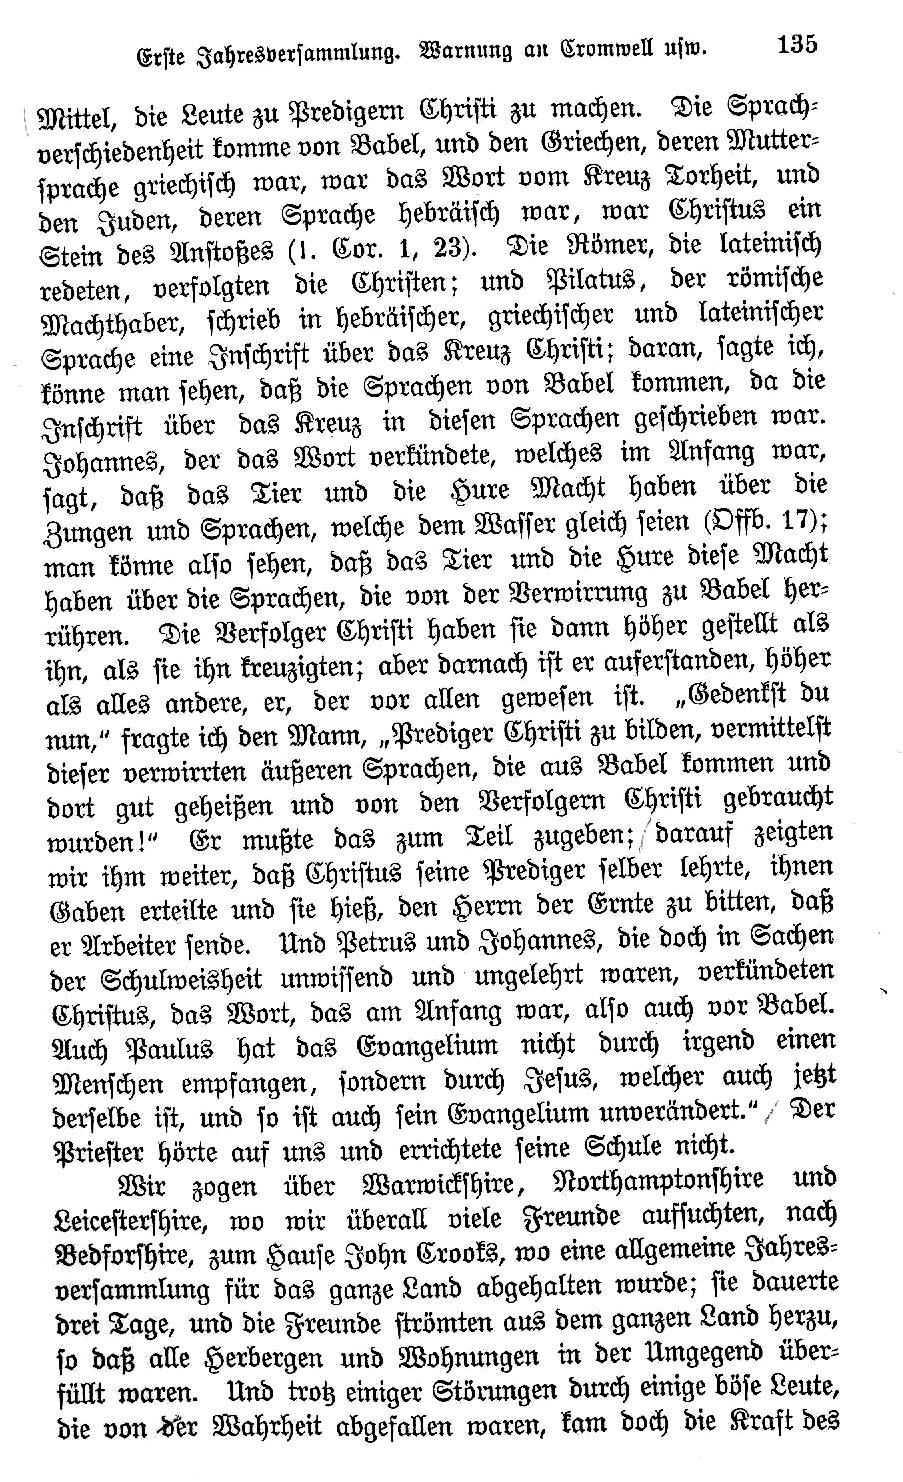 Erste Jahresversammlung. Warnung an Cromwell usw. 135
Mittel, die Leute zu Predigern Christi zu machen. Die Sprach-
verschiedenheit komme von Babel, und den Griechen, deren Mutter-
sprache griechisch war, war das Wort vom Kreuz Torheit, und
den Juden, deren Sprache hebräisch war, war Christus ein
Stein des Anstoßes (1. Cor. 1, 23). Die Römer, die lateinisch
redeten, verfolgten die Christen; und Pilatus, der römische
Machthaber, schrieb in hebräischer, griechischer und lateinischer
Sprache eine Inschrift über das Kreuz Christi; daran, sagte ich,
könne man sehen, daß die Sprachen von Babel kommen, da die
Inschrift über das Kreuz in diesen Sprachen geschrieben war.
Johannes, der das Wort verkündete, welches im Anfang war,
sagt, daß das Tier und die Hure Macht haben über die
Zungen und Sprachen, welche dem Wasser gleich seien (Offb. 17);
man könne also sehen, daß das Tier und die Hure diese Macht
haben über die Sprachen, die von der Verwirrung zu Babel her-
rühren. Die Verfolger Christi haben sie dann höher gestellt als
ihn, als sie ihn kreuzigten; aber darnach ist er auferstanden, höher
als alles andere, er, der vor allen gewesen ist. „Gedenkst du
nun,“ fragte ich den Mann, „Prediger Christi zu bilden, vermittelst
dieser verwirrten äußeren Sprachen, die aus Babel kommen und
dort gut geheißen und von den Verfolgern Christi gebraucht
wurden!“ Er mußte das zum Teil zugeben; darauf zeigten
wir ihm weiter, daß Christus seine Prediger selber lehrte, ihnen
Gaben erteilte und sie hieß, den Herrn der Ernte zu bitten, daß
er Arbeiter sende. Und Petrus und Johannes, die doch in Sachen
der Schulweisheit unwissend und ungelehrt waren, verkündeten
Christus, das Wort, das am Anfang war, also auch vor Babel.
Auch Paulus hat das Evangelium nicht durch irgend einen
Menschen empfangen, sondern durch Jesus, welcher auch jetzt
derselbe ist, und so ist auch sein Evangelium unverändert.“ Der
Priester hörte auf uns und errichtete seine Schule nicht.
Wir zogen über Warwickshire, Northamptonshire und
Leicestershire, wo wir überall viele Freunde aufsuchten, nach
Bedforshire, zum Hause John Crooks, wo eine allgemeine Jahres-
versammlung für das ganze Land abgehalten wurde; sie dauerte
drei Tage, und die Freunde strömten aus dem ganzen Land herzu,
so daß alle Herbergen und Wohnungen in der Umgegend über-
füllt waren. Und trotz einiger Störungen durch einige böse Leute,
die von der Wahrheit abgefallen waren, kam doch die Kraft des